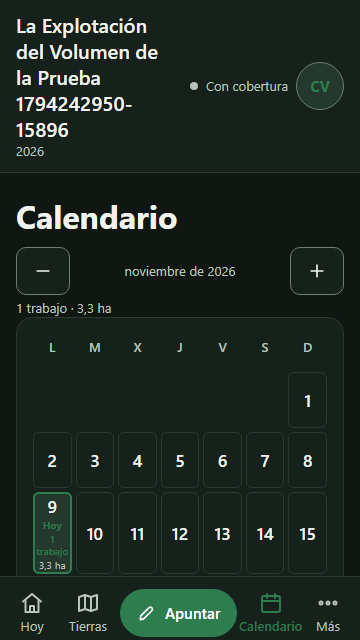 La Explotación
del Volumen de
la Prueba
1794242950-
15896
2026
Con cobertura
CV
Calendario
− noviembre de 2026 +
1 trabajo · 3,3 ha
L M X J V S D
1
2 3 4 5 6 7 8
9 10 11 12 13 14 15
Hoy
1
trabajo
3,3 ha
Hoy Tierras Apuntar Calendario Más